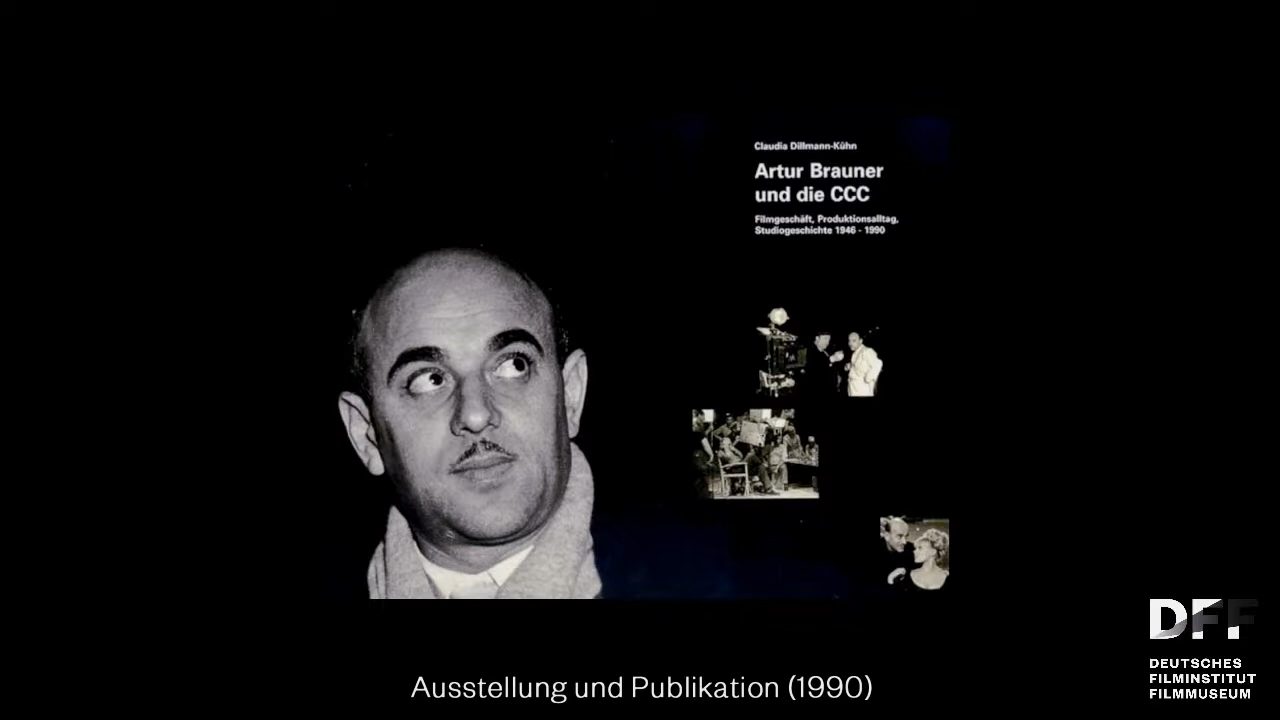 Claudia Dillmann-Kühn
Artur Brauner
und die CCC
Filmgeschäft, Produktionsalltag,
Studiogeschichte 1946 - 1990
DFF
DEUTSCHES
FILMINSTITUT
FILMMUSEUM
Ausstellung und Publikation (1990)